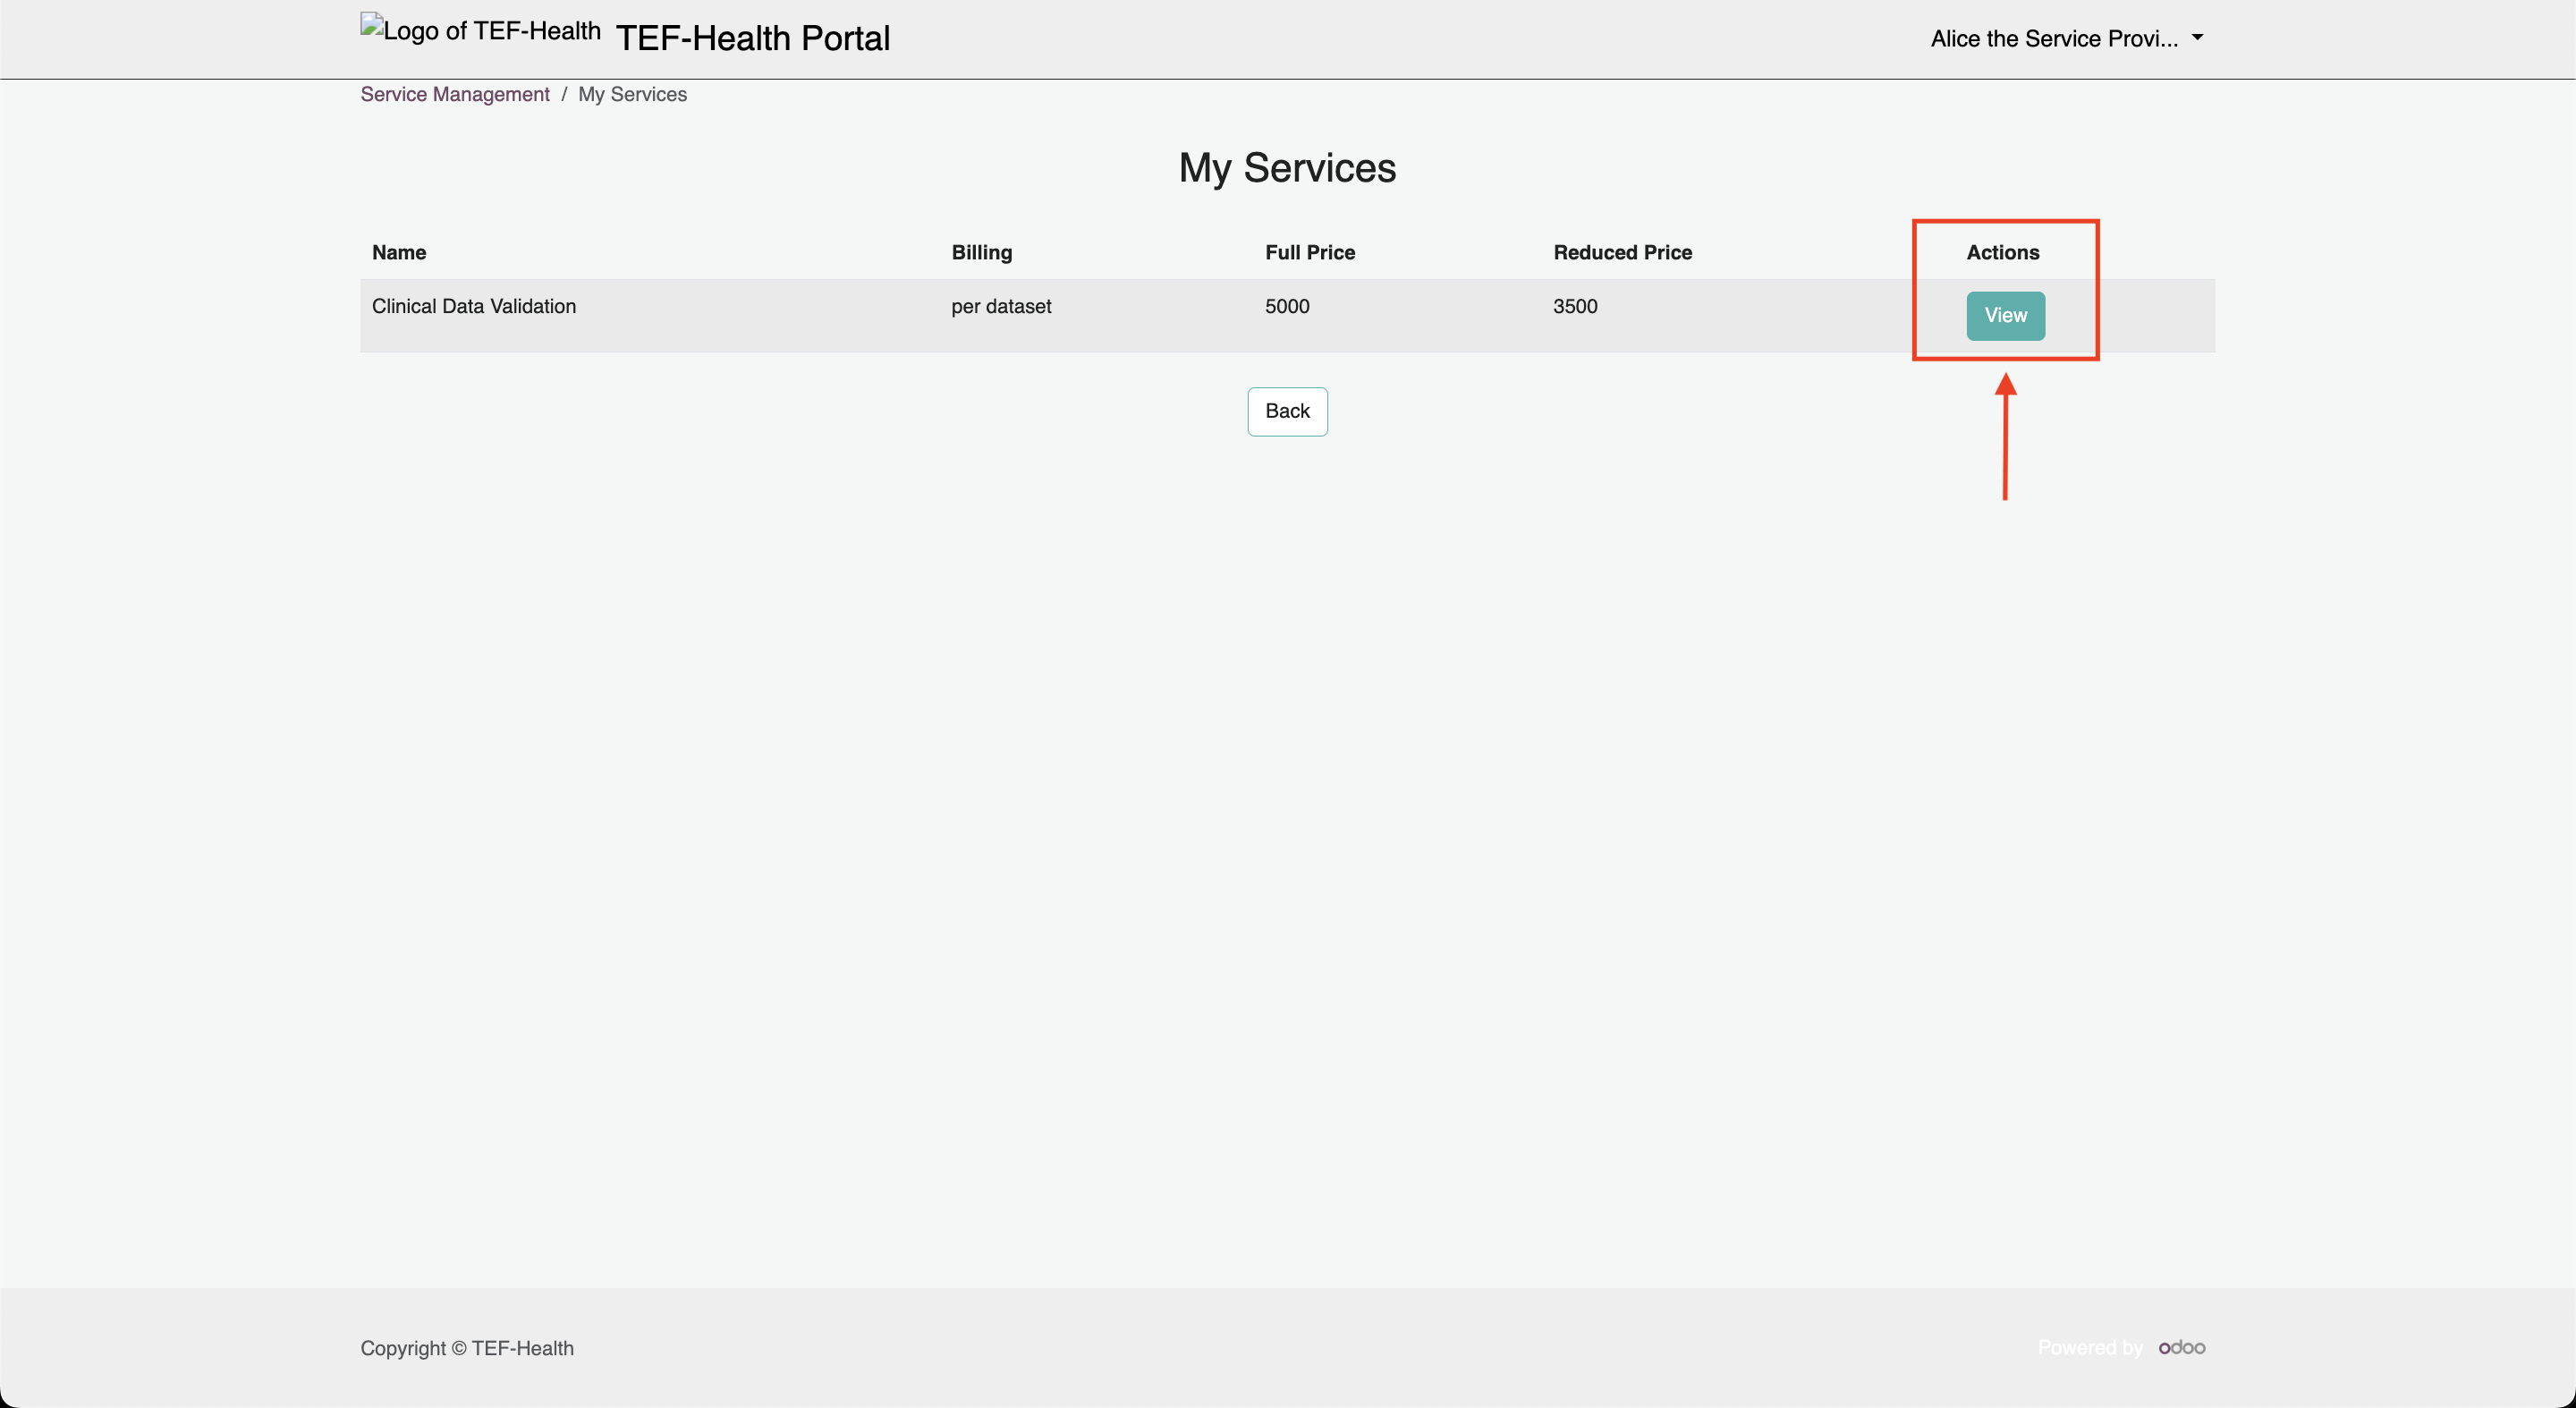 Logo of TEF-Health TEF-Health Portal Alice the Service Provi...
Service Management / My Services
My Services
Name Billing Full Price Reduced Price Actions
Clinical Data Validation per dataset 5000 3500 View
Back
Copyright © TEF-Health Powered by odoo